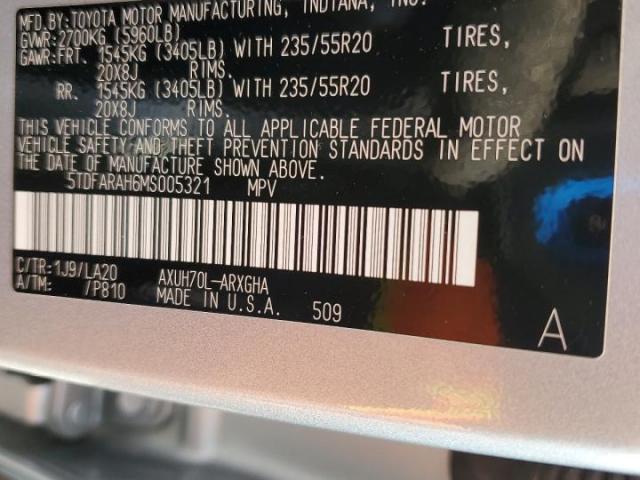 MFD.BY:TOYOTA MOTOR MANUFACTURING, INDIANA, INC.
GVWR:2700KG (5960LB)
GAWR:FRT. 1545KG (3405LB) WITH 235/55R20 TIRES,
20X8J RIMS.
RR. 1545KG (3405LB) WITH 235/55R20 TIRES,
20X8J RIMS.
THIS VEHICLE CONFORMS TO ALL APPLICABLE FEDERAL MOTOR
VEHICLE SAFETY AND THEFT PREVENTION STANDARDS IN EFFECT ON
THE DATE OF MANUFACTURE SHOWN ABOVE.
5TDFARAH6MS005321 MPV
C/TR:1J9/LA20 AXUH70L-ARXGHA
A/TM: /P810 MADE IN U.S.A. 509
A